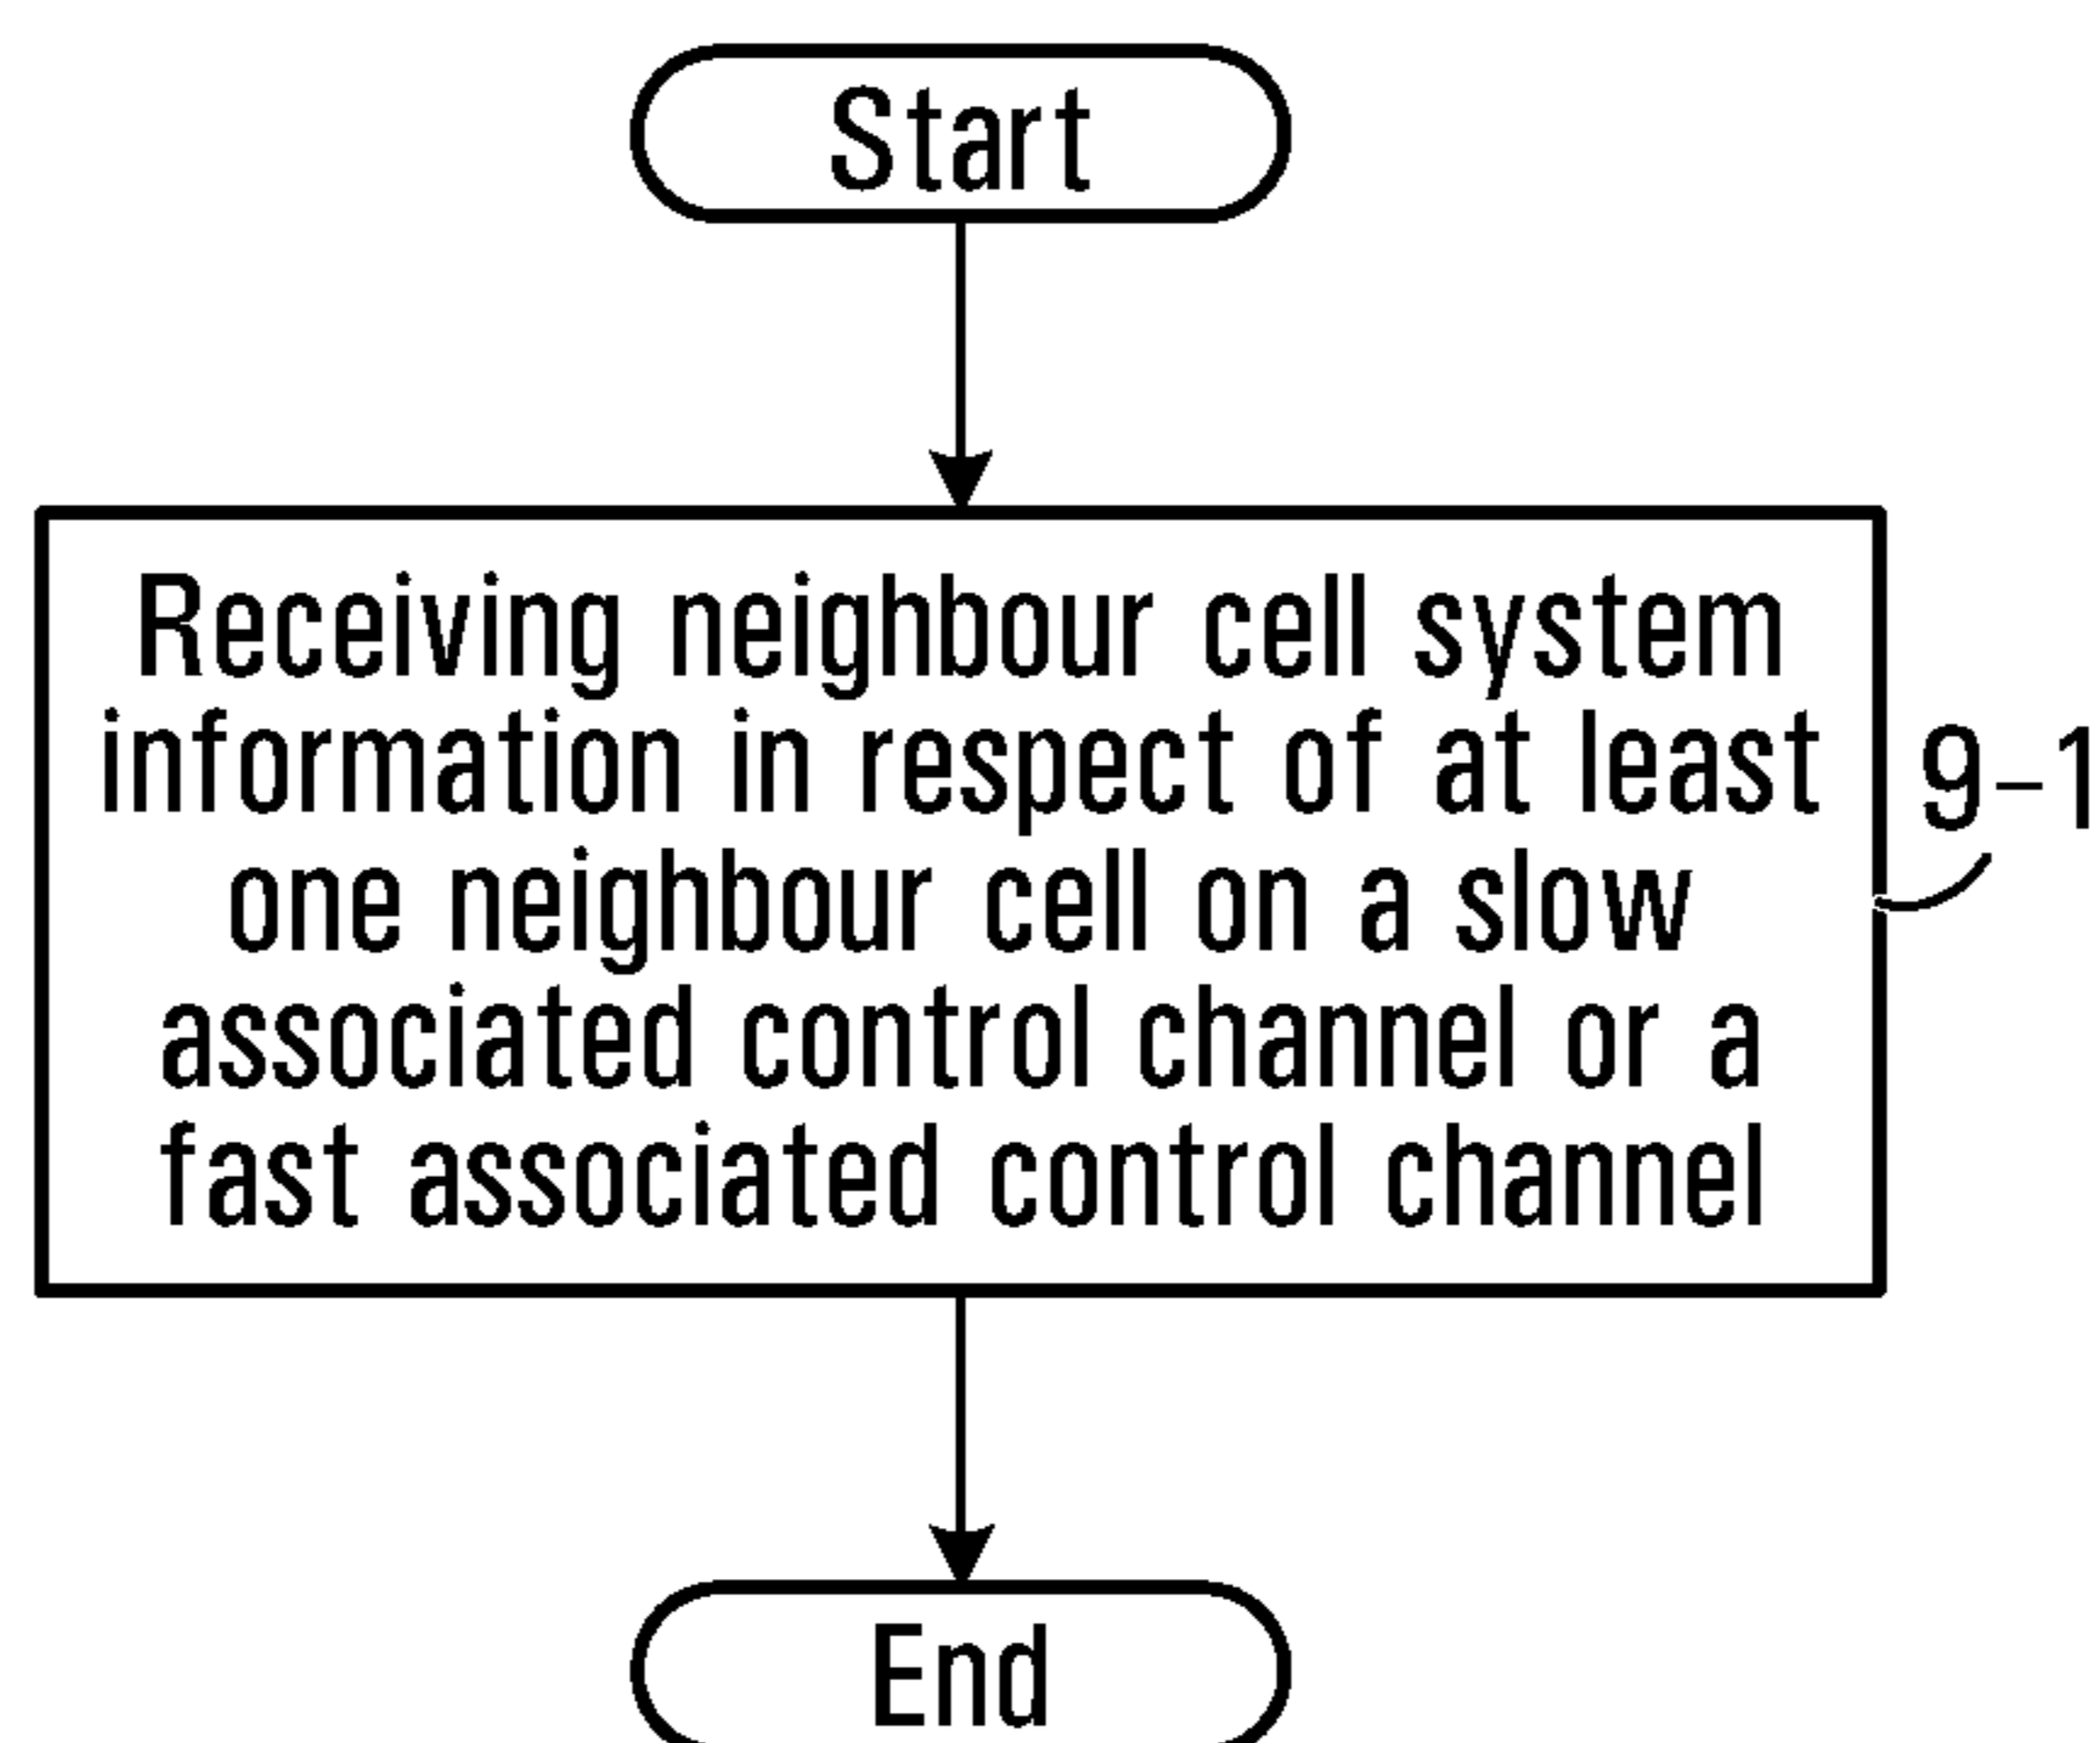 Start
Receiving neighbour cell system
information in respect of at least
one neighbour cell on a slow
associated control channel or a
fast associated control channel
9–1
End